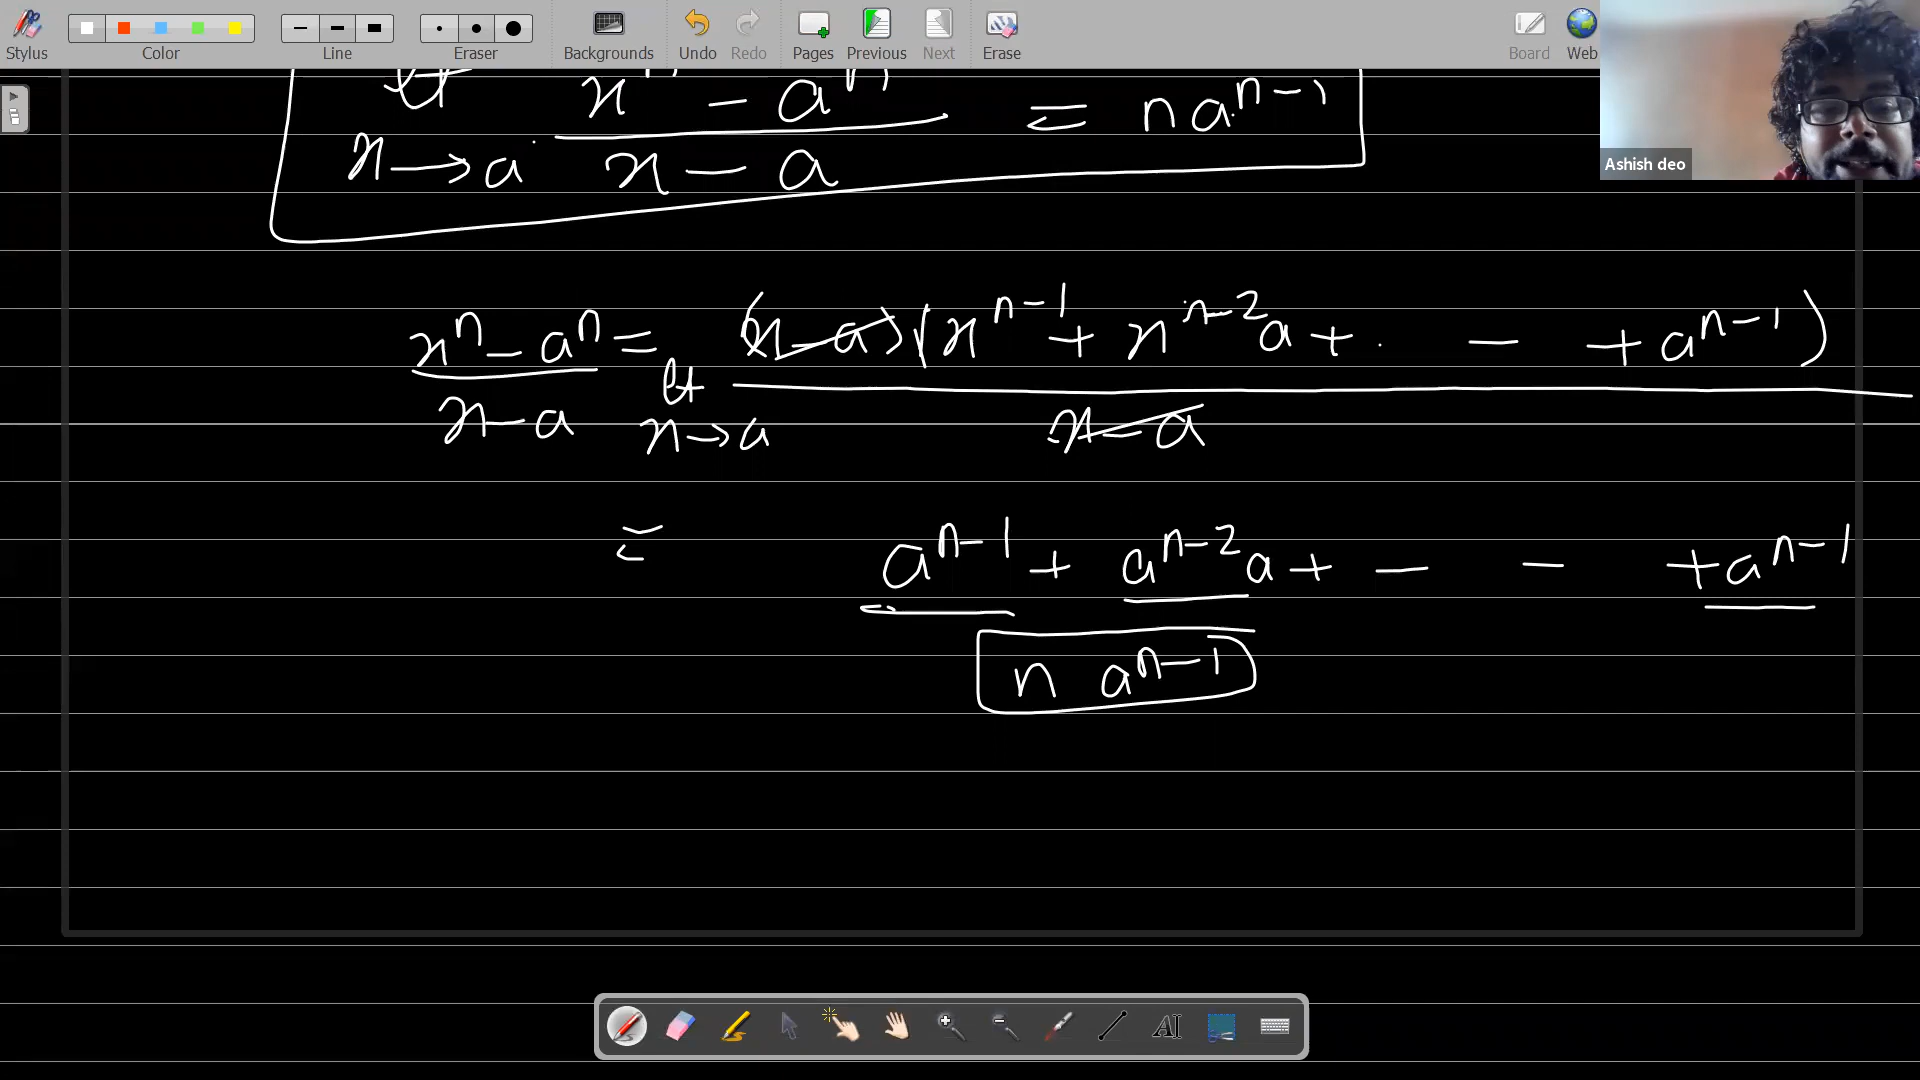 Stylus Color Line Eraser Backgrounds Undo Redo Pages Previous Next Erase Board Web
Ashish deo
lt x→a (xⁿ - aⁿ)/(x - a) = n aⁿ⁻¹
(xⁿ - aⁿ)/(x - a) = lt x→a (x - a)(xⁿ⁻¹ + xⁿ⁻²a + . - + aⁿ⁻¹)/(x - a)
= aⁿ⁻¹ + aⁿ⁻²a + - - + aⁿ⁻¹
n aⁿ⁻¹
AI